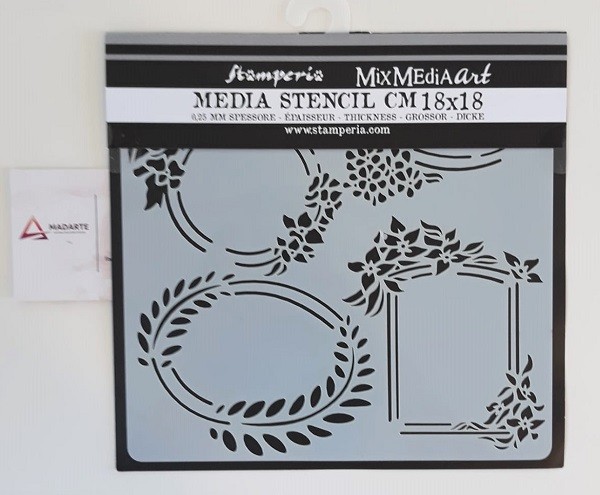 Stamperia MixMEdiAart
MEDIA STENCIL CM 18x18
0,25 MM SPESSORE - ÉPAISSEUR - THICKNESS - GROSSOR - DICKE
www.stamperia.com
MADARTE